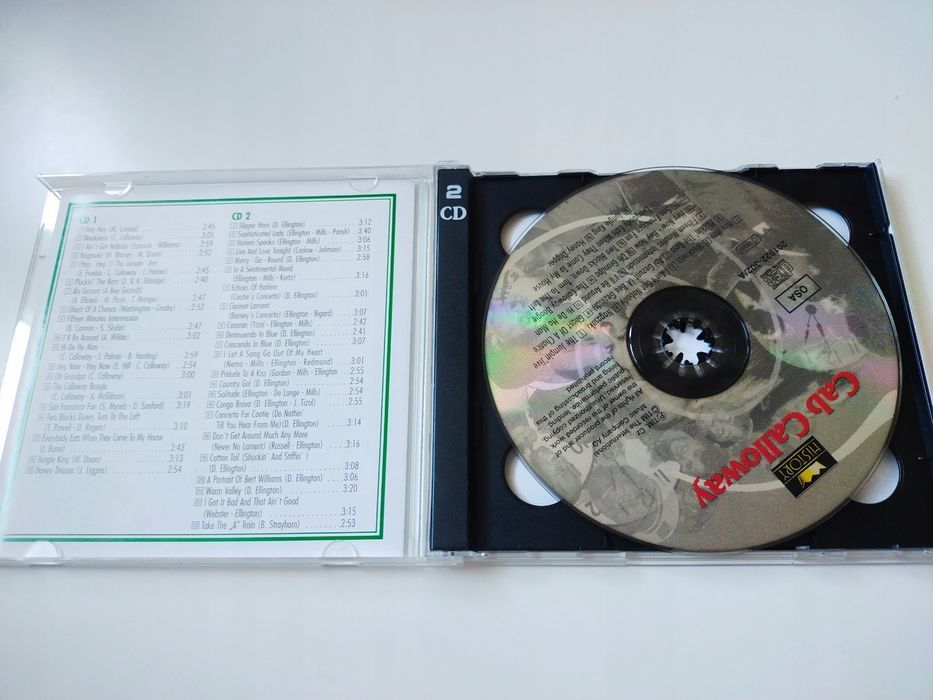 CD 1
Hey Hey (N. Conrad) 2:45
Weakness (C. Calloway) 3:05
I Ain't Got Nobody (Spencer - Williams) 2:59
Nagasaki (H. Warren - M. Dixon) 2:52
(Hep - Hep !) The Jumpin' Jive
(E. Froeba - C. Calloway - J. Palmer) 2:45
Pluckin' The Bass (S. & R. Eldridge) 2:40
Abi Gezunt (A Bee Gezindt)
(A. Ellstein - M. Picon - T. Morgan) 2:47
Ghost Of A Chance (Washington - Crosby) 2:52
Fifteen Minutes Intermission
(B. Cannon - S. Skylar) 2:47
I'll Be Around (A. Wilder) 3:02
Hi De Ho Man
(C. Calloway - J. Palmer - B. Harding) 2:59
Hey Now - Hey Now (E. Hill - C. Calloway) 2:54
Oh Grandpa (C. Calloway) 3:00
The Calloway Boogie
(C. Calloway - A. McGibson) 3:01
San Francisco Fan (S. Mysels - D. Sanford) 3:19
Two Blocks Down, Turn To The Left
(T. Powell - D. Rogers) 3:10
Everybody Eats When They Come To My House
(J. Burns) 2:43
Jungle King (W. Dixon) 3:13
Honey Dripper (J. Liggins) 2:54
CD 2
Slipper Horn (D. Ellington) 3:12
Sophisticated Lady (Ellington - Mills - Parish) 3:40
Harlem Speaks (Ellington - Mills) 3:06
Live And Love Tonight (Coslow - Johnson) 3:15
Merry - Go - Round (D. Ellington) 2:58
In A Sentimental Mood
(Ellington - Mills - Kurtz) 3:16
Echoes Of Harlem
(Cootie's Concerto) (D. Ellington) 3:01
Clarinet Lament
(Barney's Concerto) (Ellington - Bigard) 3:07
Caravan (Tizol - Ellington - Mills) 2:42
Diminuendo In Blue (D. Ellington) 2:41
Crescendo In Blue (D. Ellington) 3:07
I Let A Song Go Out Of My Heart
(Nemo - Mills - Ellington - Redmond) 3:01
Prelude To A Kiss (Gordon - Mills - Ellington) 2:55
Country Gal (D. Ellington) 2:54
Solitude (Ellington - De Lange - Mills) 2:54
Conga Brava (D. Ellington - J. Tizol) 2:55
Concerto For Cootie (Do Nothin'
Till You Hear From Me) (D. Ellington) 3:14
Don't Get Around Much Any More
(Never No Lament) (Russell - Ellington) 3:16
Cotton Tail (Shuckin' And Stiffin')
(D. Ellington) 3:08
A Portrait Of Bert Williams (D. Ellington) 3:06
Warm Valley (D. Ellington) 3:20
I Got It Bad And That Ain't Good
(Webster - Ellington) 3:15
Take The „A" Train (B. Strayhorn) 2:53
2
CD
Cab Calloway
HISTORY
OSA
20.1922-302/A